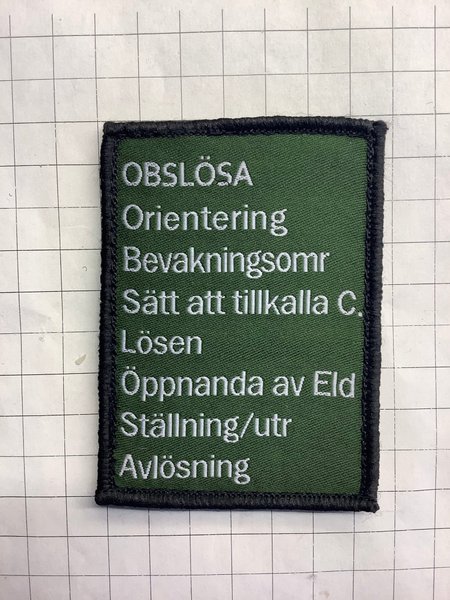 OBSLÖSA
Orientering
Bevakningsomr
Sätt att tillkalla C.
Lösen
Öppnanda av Eld
Ställning/utr
Avlösning